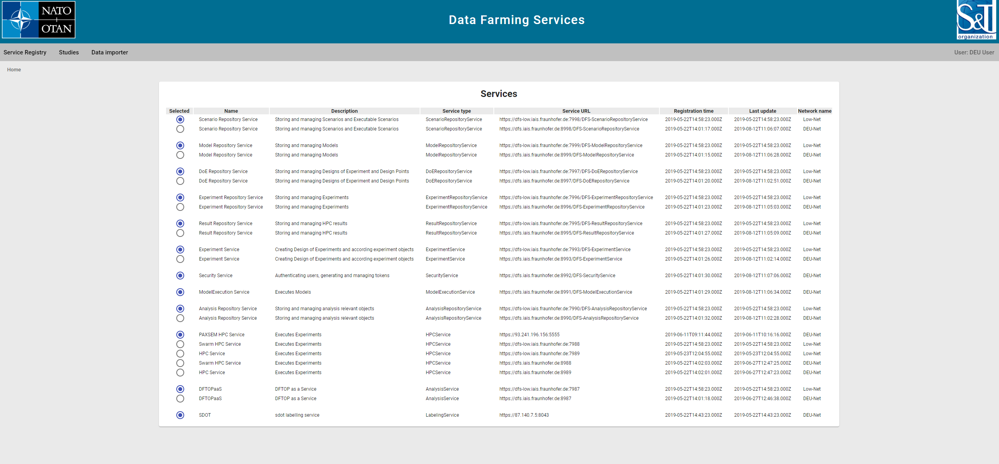 NATO
OTAN
Data Farming Services
S&T
organization
Service Registry Studies Data importer User: DEU User
Home
Services
Selected Name Description Service type Service URL Registration time Last update Network name
Scenario Repository Service Storing and managing Scenarios and Executable Scenarios ScenarioRepositoryService https://dfs-low.iais.fraunhofer.de:7998/DFS-ScenarioRepositoryService 2019-05-22T14:58:23.000Z 2019-05-22T14:58:23.000Z Low-Net
Scenario Repository Service Storing and managing Scenarios and Executable Scenarios ScenarioRepositoryService https://dfs.iais.fraunhofer.de:8998/DFS-ScenarioRepositoryService 2019-05-22T14:01:17.000Z 2019-08-12T11:06:07.000Z DEU-Net
Model Repository Service Storing and managing Models ModelRepositoryService https://dfs-low.iais.fraunhofer.de:7999/DFS-ModelRepositoryService 2019-05-22T14:58:23.000Z 2019-05-22T14:58:23.000Z Low-Net
Model Repository Service Storing and managing Models ModelRepositoryService https://dfs.iais.fraunhofer.de:8999/DFS-ModelRepositoryService 2019-05-22T14:01:15.000Z 2019-08-12T11:06:28.000Z DEU-Net
DoE Repository Service Storing and managing Designs of Experiment and Design Points DoERepositoryService https://dfs-low.iais.fraunhofer.de:7997/DFS-DoERepositoryService 2019-05-22T14:58:23.000Z 2019-05-22T14:58:23.000Z Low-Net
DoE Repository Service Storing and managing Designs of Experiment and Design Points DoERepositoryService https://dfs.iais.fraunhofer.de:8997/DFS-DoERepositoryService 2019-05-22T14:01:20.000Z 2019-08-12T11:02:51.000Z DEU-Net
Experiment Repository Service Storing and managing Experiments ExperimentRepositoryService https://dfs-low.iais.fraunhofer.de:7996/DFS-ExperimentRepositoryService 2019-05-22T14:58:23.000Z 2019-05-22T14:58:23.000Z Low-Net
Experiment Repository Service Storing and managing Experiments ExperimentRepositoryService https://dfs.iais.fraunhofer.de:8996/DFS-ExperimentRepositoryService 2019-05-22T14:01:23.000Z 2019-08-12T11:05:03.000Z DEU-Net
Result Repository Service Storing and managing HPC results ResultRepositoryService https://dfs-low.iais.fraunhofer.de:7995/DFS-ResultRepositoryService 2019-05-22T14:58:23.000Z 2019-05-22T14:58:23.000Z Low-Net
Result Repository Service Storing and managing HPC results ResultRepositoryService https://dfs.iais.fraunhofer.de:8995/DFS-ResultRepositoryService 2019-05-22T14:01:27.000Z 2019-08-12T11:05:09.000Z DEU-Net
Experiment Service Creating Design of Experiments and according experiment objects ExperimentService https://dfs-low.iais.fraunhofer.de:7993/DFS-ExperimentService 2019-05-22T14:58:23.000Z 2019-05-22T14:58:23.000Z Low-Net
Experiment Service Creating Design of Experiments and according experiment objects ExperimentService https://dfs.iais.fraunhofer.de:8993/DFS-ExperimentService 2019-05-22T14:01:26.000Z 2019-08-12T11:02:14.000Z DEU-Net
Security Service Authenticating users, generating and managing tokens SecurityService https://dfs.iais.fraunhofer.de:8992/DFS-SecurityService 2019-05-22T14:01:30.000Z 2019-08-12T11:07:06.000Z DEU-Net
ModelExecution Service Executes Models ModelExecutionService https://dfs.iais.fraunhofer.de:8991/DFS-ModelExecutionService 2019-05-22T14:01:29.000Z 2019-08-12T11:06:34.000Z DEU-Net
Analysis Repository Service Storing and managing analysis relevant objects AnalysisRepositoryService https://dfs-low.iais.fraunhofer.de:7990/DFS-AnalysisRepositoryService 2019-05-22T14:58:23.000Z 2019-05-22T14:58:23.000Z Low-Net
Analysis Repository Service Storing and managing analysis relevant objects AnalysisRepositoryService https://dfs.iais.fraunhofer.de:8990/DFS-AnalysisRepositoryService 2019-05-22T14:01:32.000Z 2019-08-12T11:02:28.000Z DEU-Net
PAXSEM HPC Service Executes Experiments HPCService https://93.241.196.156:5555 2019-06-11T09:11:44.000Z 2019-06-11T10:16:16.000Z DEU-Net
Swarm HPC Service Executes Experiments HPCService https://dfs-low.iais.fraunhofer.de:7988 2019-05-22T14:58:23.000Z 2019-05-22T14:58:23.000Z Low-Net
HPC Service Executes Experiments HPCService https://dfs-low.iais.fraunhofer.de:7989 2019-05-23T12:04:55.000Z 2019-05-23T12:04:55.000Z Low-Net
Swarm HPC Service Executes Experiments HPCService https://dfs.iais.fraunhofer.de:8988 2019-05-22T14:02:03.000Z 2019-06-27T12:47:25.000Z DEU-Net
HPC Service Executes Experiments HPCService https://dfs.iais.fraunhofer.de:8989 2019-05-22T14:02:01.000Z 2019-06-27T12:47:23.000Z DEU-Net
DFTOPaaS DFTOP as a Service AnalysisService https://dfs-low.iais.fraunhofer.de:7987 2019-05-22T14:58:23.000Z 2019-05-22T14:58:23.000Z Low-Net
DFTOPaaS DFTOP as a Service AnalysisService https://dfs.iais.fraunhofer.de:8987 2019-05-22T14:01:18.000Z 2019-06-27T12:46:38.000Z DEU-Net
SDOT sdot labelling service LabelingService https://87.140.7.5:8043 2019-05-22T14:43:23.000Z 2019-05-22T14:43:23.000Z DEU-Net